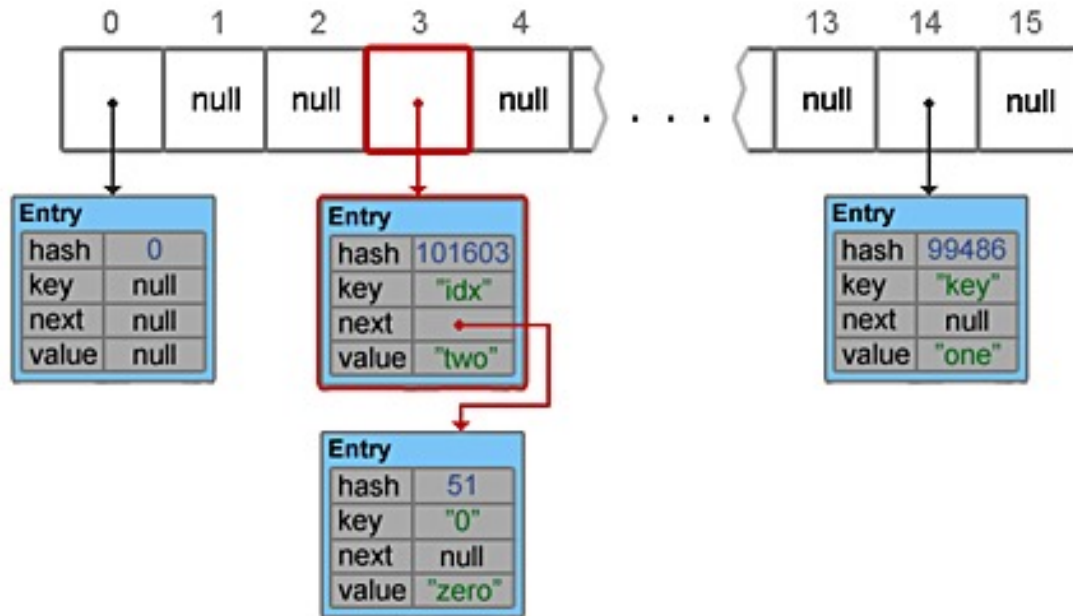 0 1 2 3 4 13 14 15
null null null . . . null null
Entry
hash 0
key null
next null
value null
Entry
hash 101603
key "idx"
next
value "two"
Entry
hash 99486
key "key"
next null
value "one"
Entry
hash 51
key "0"
next null
value "zero"